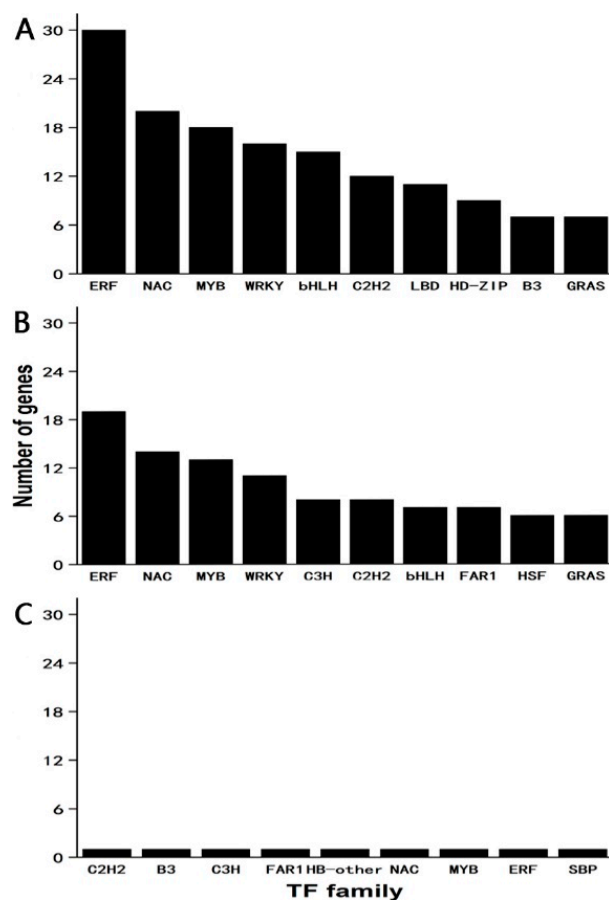 A
30
24
18
12
6
0
ERF NAC MYB WRKY bHLH C2H2 LBD HD-ZIP B3 GRAS
B
Number of genes
30
24
18
12
6
0
ERF NAC MYB WRKY C3H C2H2 bHLH FAR1 HSF GRAS
C
30
24
18
12
6
0
C2H2 B3 C3H FAR1 HB-other NAC MYB ERF SBP
TF family